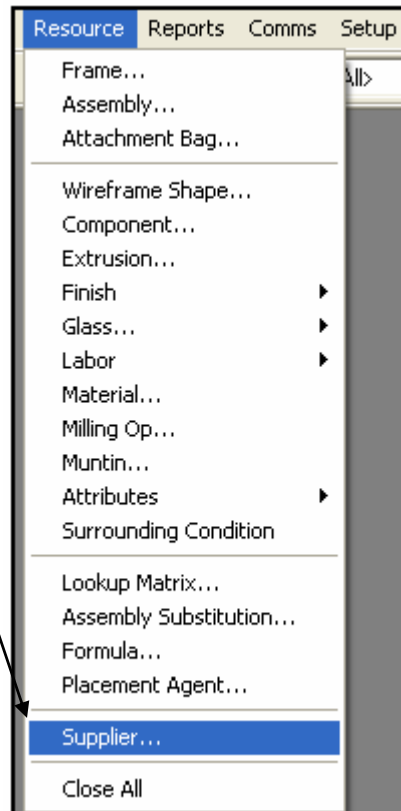 Resource Reports Comms Setup
All>
Frame...
Assembly...
Attachment Bag...
Wireframe Shape...
Component...
Extrusion...
Finish
Glass...
Labor
Material...
Milling Op...
Muntin...
Attributes
Surrounding Condition
Lookup Matrix...
Assembly Substitution...
Formula...
Placement Agent...
Supplier...
Close All